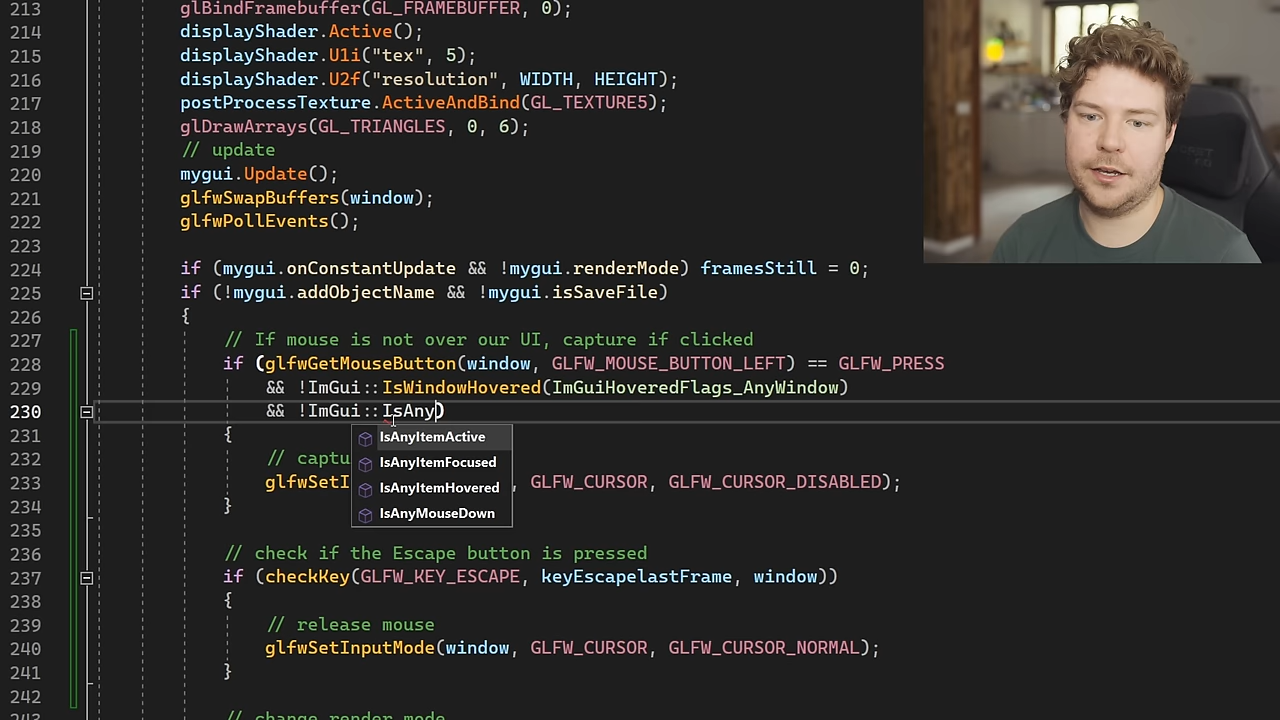 213 glBindFramebuffer(GL_FRAMEBUFFER, 0);
214 displayShader.Active();
215 displayShader.U1i("tex", 5);
216 displayShader.U2f("resolution", WIDTH, HEIGHT);
217 postProcessTexture.ActiveAndBind(GL_TEXTURE5);
218 glDrawArrays(GL_TRIANGLES, 0, 6);
219 // update
220 mygui.Update();
221 glfwSwapBuffers(window);
222 glfwPollEvents();
223
224 if (mygui.onConstantUpdate && !mygui.renderMode) framesStill = 0;
225 if (!mygui.addObjectName && !mygui.isSaveFile)
226 {
227 // If mouse is not over our UI, capture if clicked
228 if (glfwGetMouseButton(window, GLFW_MOUSE_BUTTON_LEFT) == GLFW_PRESS
229 && !ImGui::IsWindowHovered(ImGuiHoveredFlags_AnyWindow)
230 && !ImGui::IsAny)
231 {
IsAnyItemActive
232 // captu
IsAnyItemFocused
233 glfwSetI , GLFW_CURSOR, GLFW_CURSOR_DISABLED);
IsAnyItemHovered
234 }
IsAnyMouseDown
235
236 // check if the Escape button is pressed
237 if (checkKey(GLFW_KEY_ESCAPE, keyEscapelastFrame, window))
238 {
239 // release mouse
240 glfwSetInputMode(window, GLFW_CURSOR, GLFW_CURSOR_NORMAL);
241 }
242
243 // change render mode